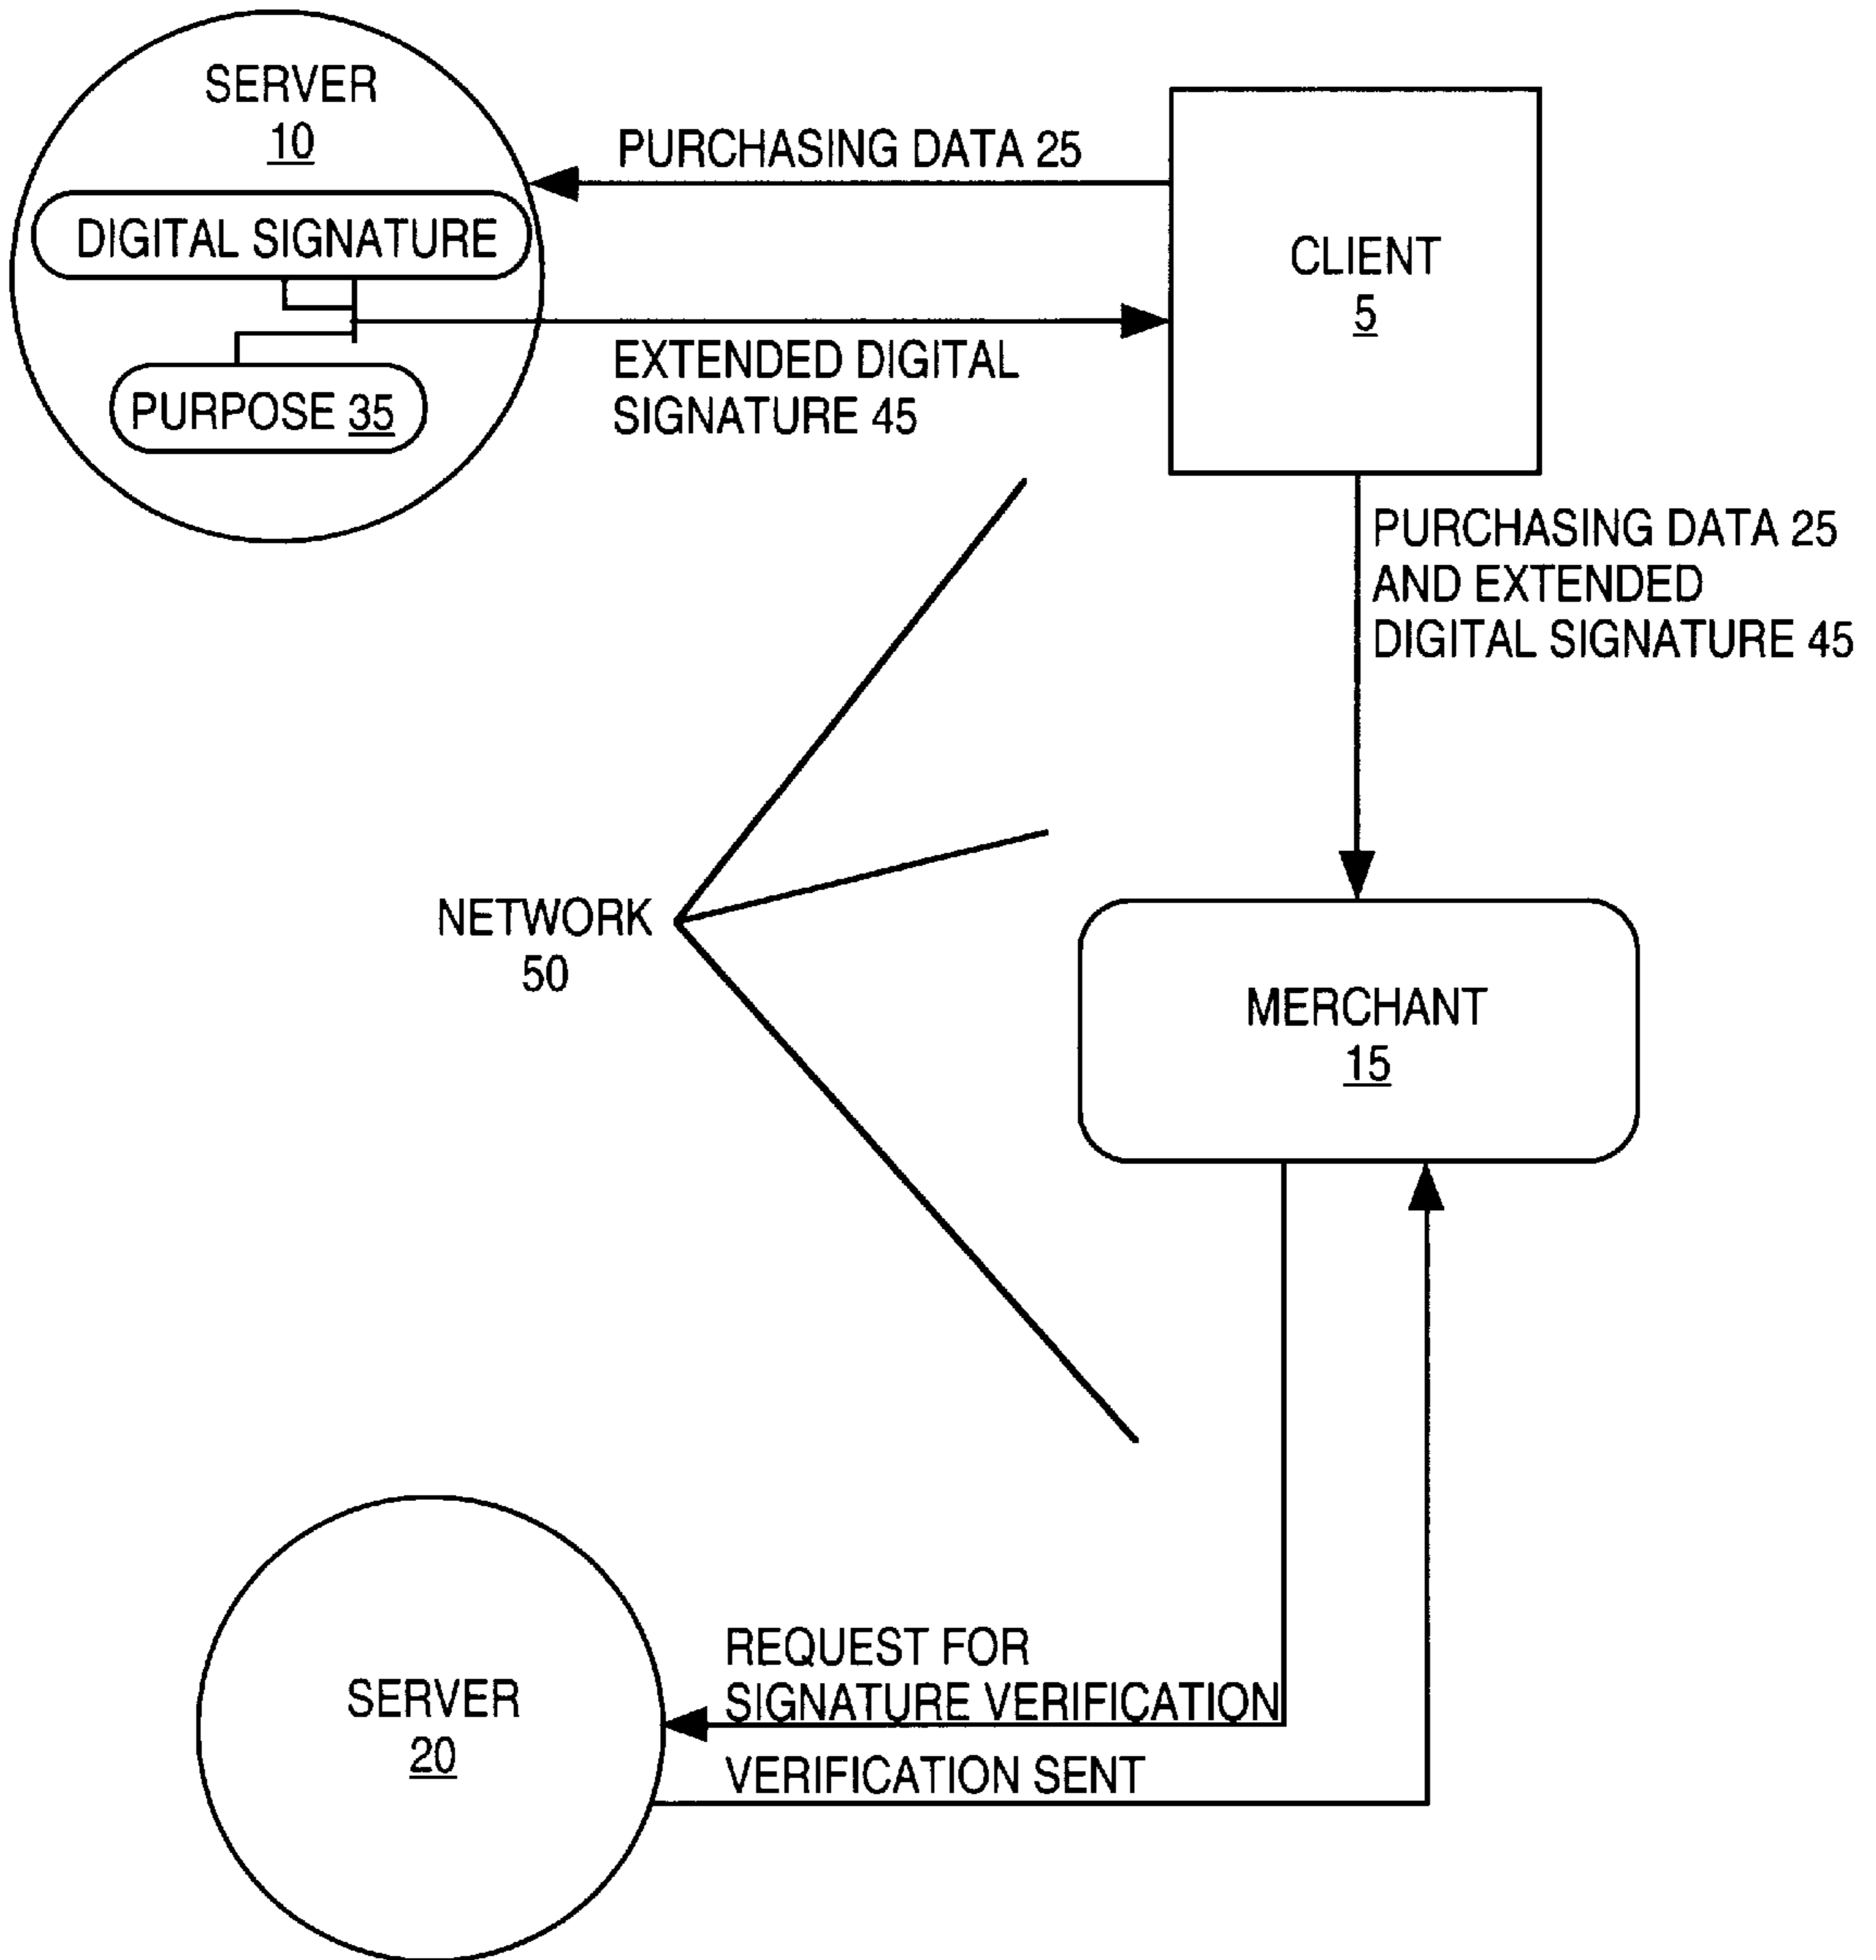 SERVER
10
DIGITAL SIGNATURE
PURPOSE 35
PURCHASING DATA 25
EXTENDED DIGITAL
SIGNATURE 45
CLIENT
5
PURCHASING DATA 25
AND EXTENDED
DIGITAL SIGNATURE 45
NETWORK
50
MERCHANT
15
REQUEST FOR
SIGNATURE VERIFICATION
VERIFICATION SENT
SERVER
20